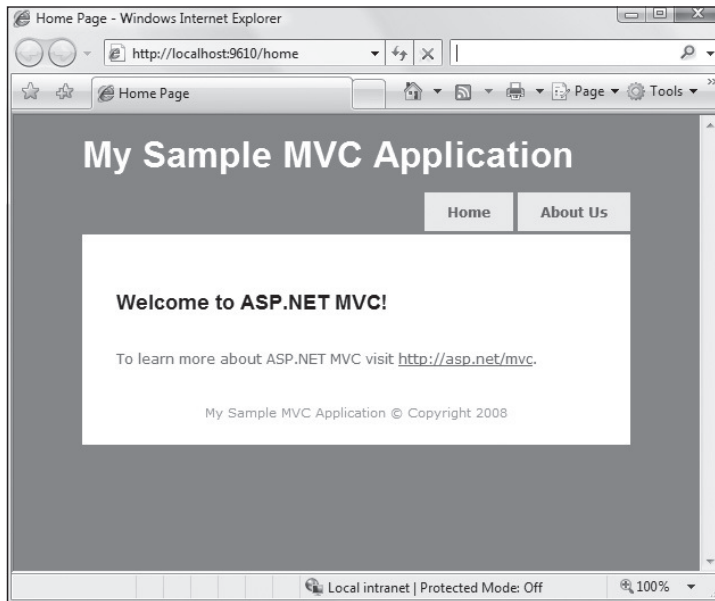 Home Page - Windows Internet Explorer
http://localhost:9610/home
Home Page
Page
Tools
My Sample MVC Application
Home
About Us
Welcome to ASP.NET MVC!
To learn more about ASP.NET MVC visit http://asp.net/mvc.
My Sample MVC Application © Copyright 2008
Local intranet | Protected Mode: Off
100%